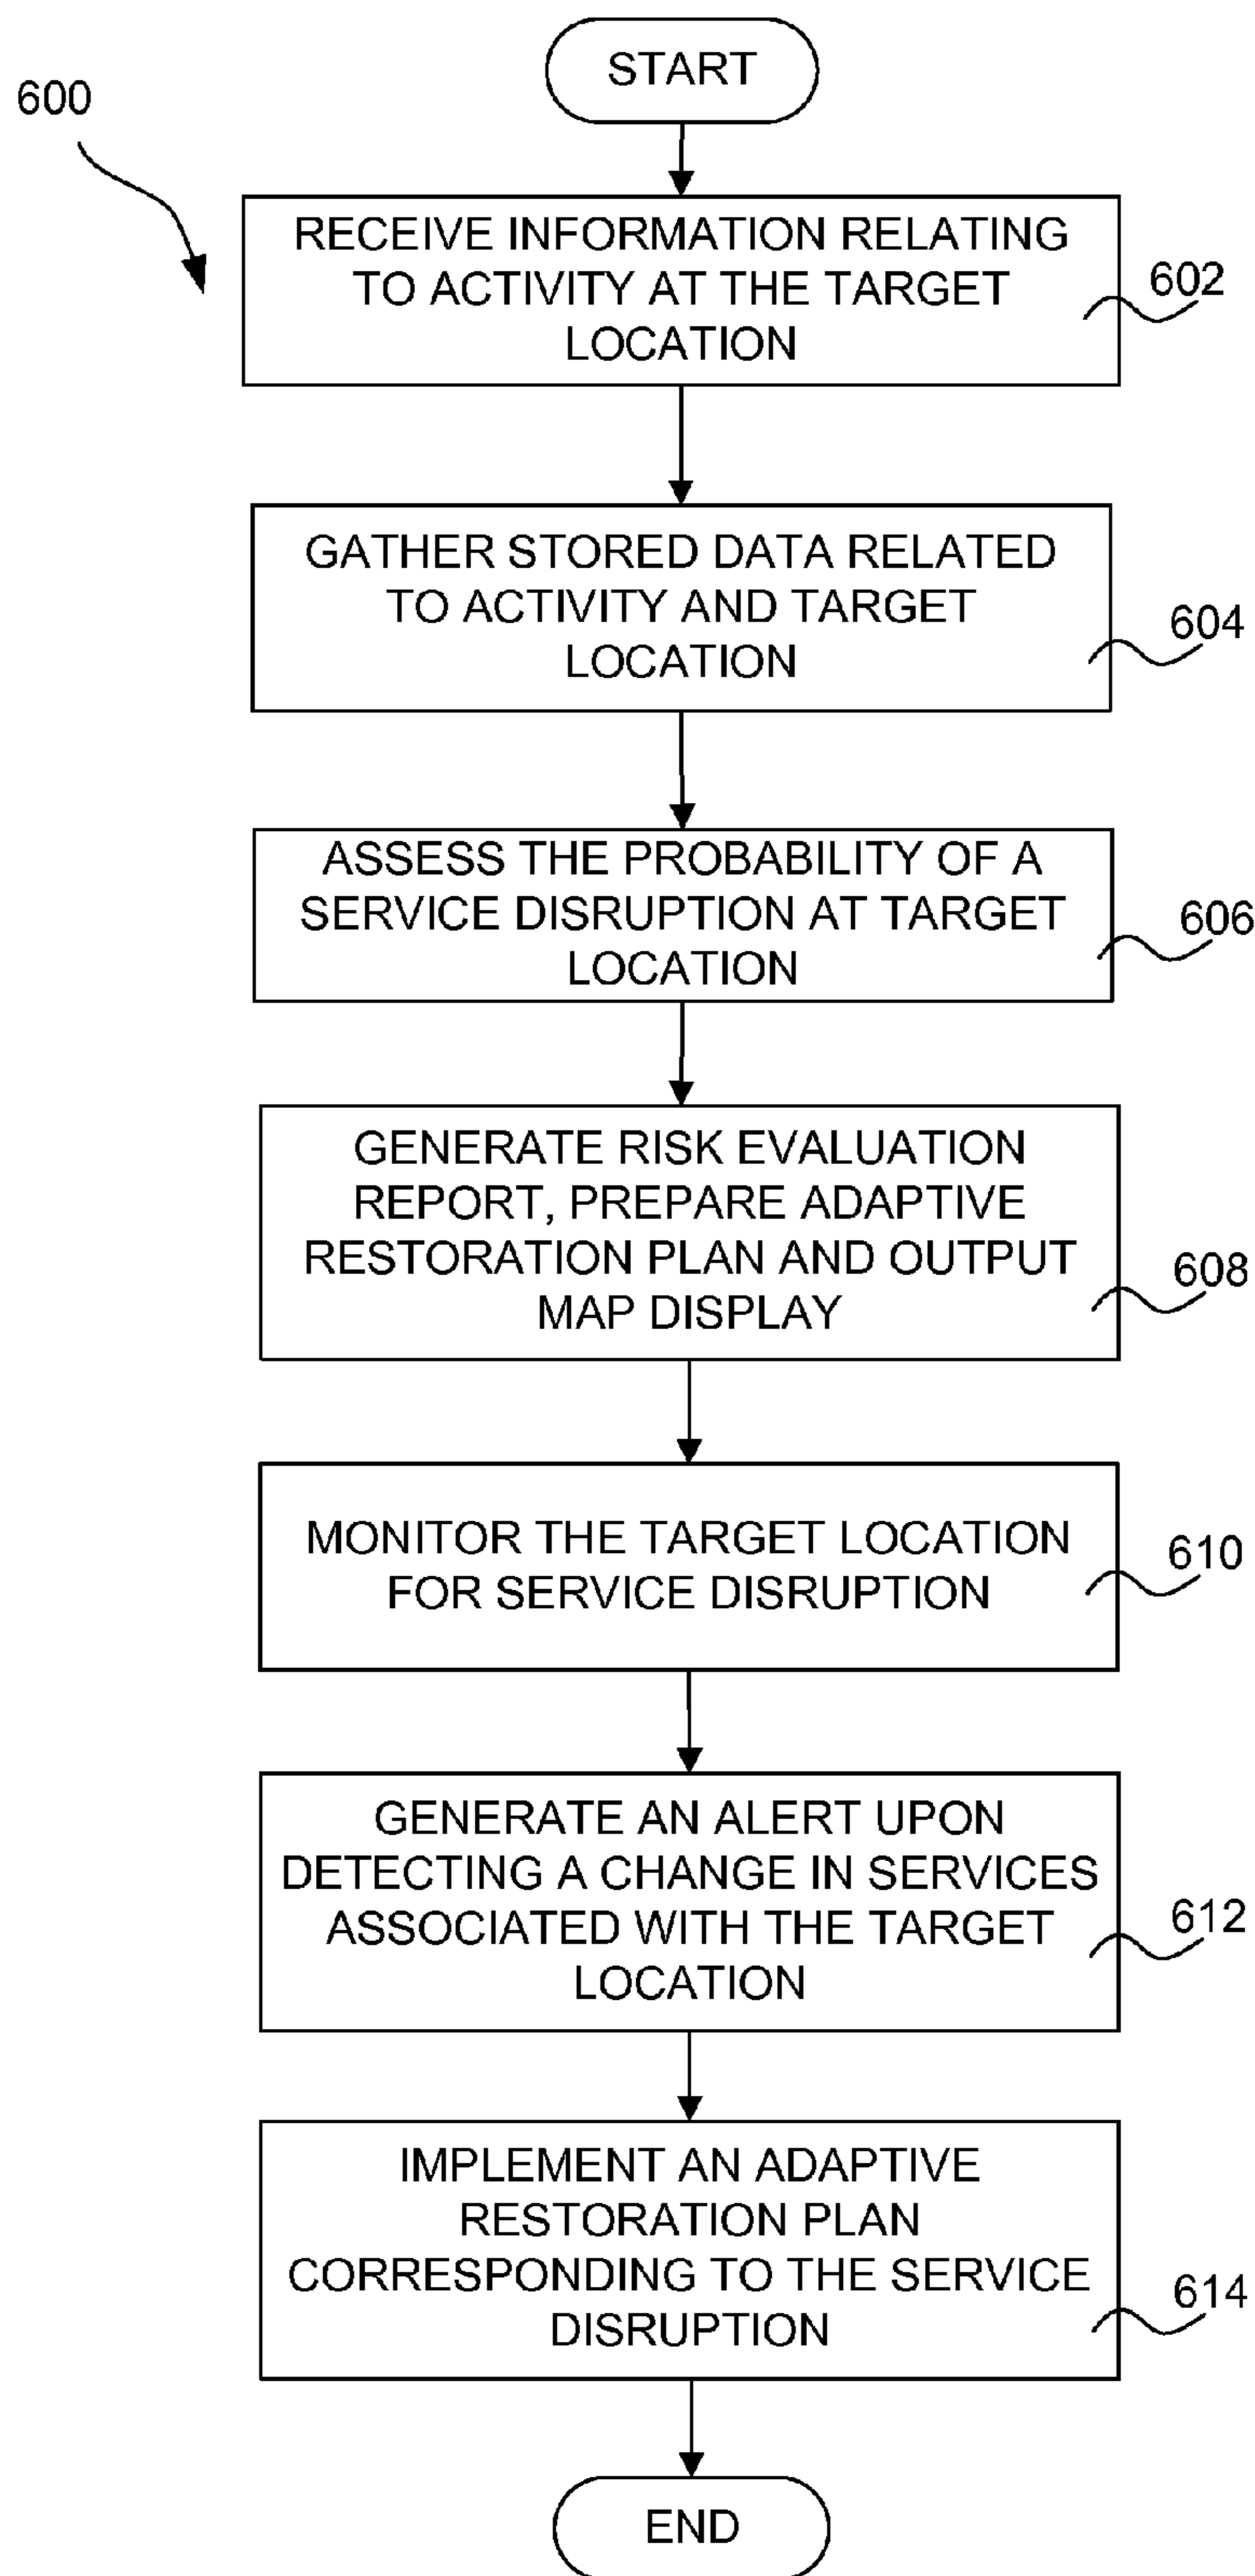 START
600
RECEIVE INFORMATION RELATING
TO ACTIVITY AT THE TARGET
LOCATION
602
GATHER STORED DATA RELATED
TO ACTIVITY AND TARGET
LOCATION
604
ASSESS THE PROBABILITY OF A
SERVICE DISRUPTION AT TARGET
LOCATION
606
GENERATE RISK EVALUATION
REPORT, PREPARE ADAPTIVE
RESTORATION PLAN AND OUTPUT
MAP DISPLAY
608
MONITOR THE TARGET LOCATION
FOR SERVICE DISRUPTION
610
GENERATE AN ALERT UPON
DETECTING A CHANGE IN SERVICES
ASSOCIATED WITH THE TARGET
LOCATION
612
IMPLEMENT AN ADAPTIVE
RESTORATION PLAN
CORRESPONDING TO THE SERVICE
DISRUPTION
614
END